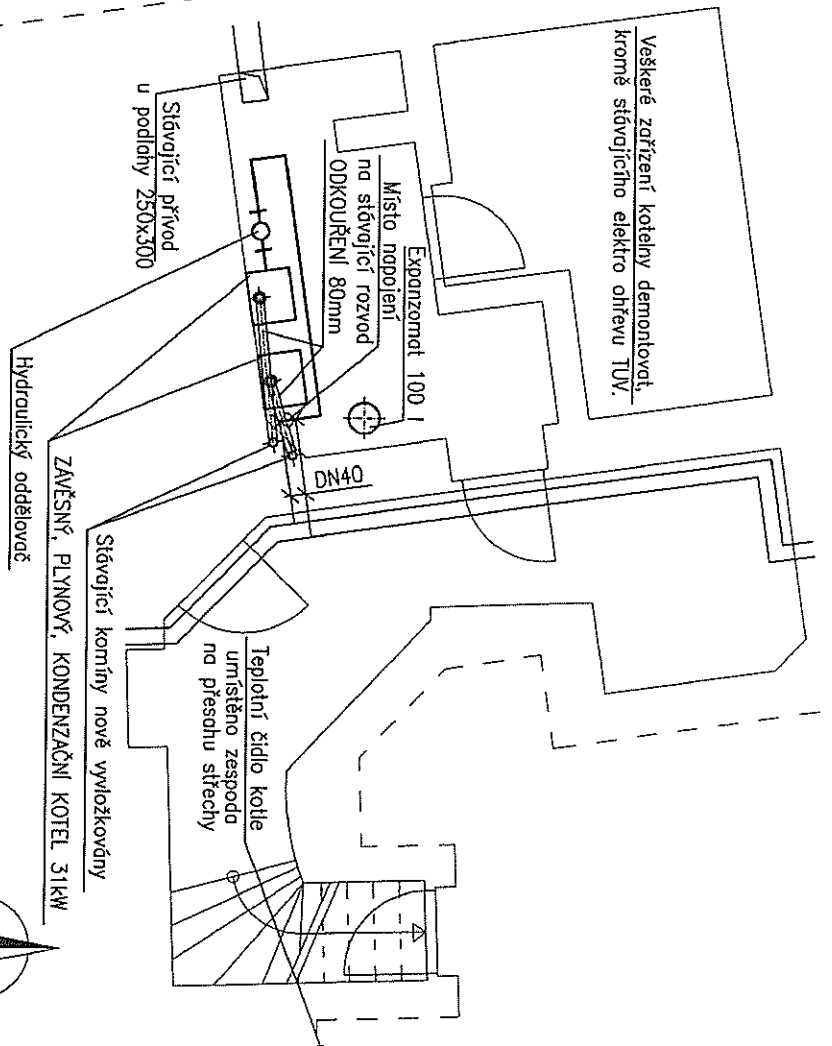 Veškeré zařízení kotelny demontovat,
kromě stávajícího elektro ohřevu TUV.
Expanzomat 100 l
Místo napojení
na stávající rozvod
ODKOUŘENÍ 80mm
Stávající přívod
u podlahy 250x300
DN40
Teplotní čidlo kotle
umístěno zespoda
na přesahu střechy
Stávající komíny nově vyvložkovány
ZÁVĚSNÝ, PLYNOVÝ, KONDENZAČNÍ KOTEL 31kW
Hydraulický oddělovač